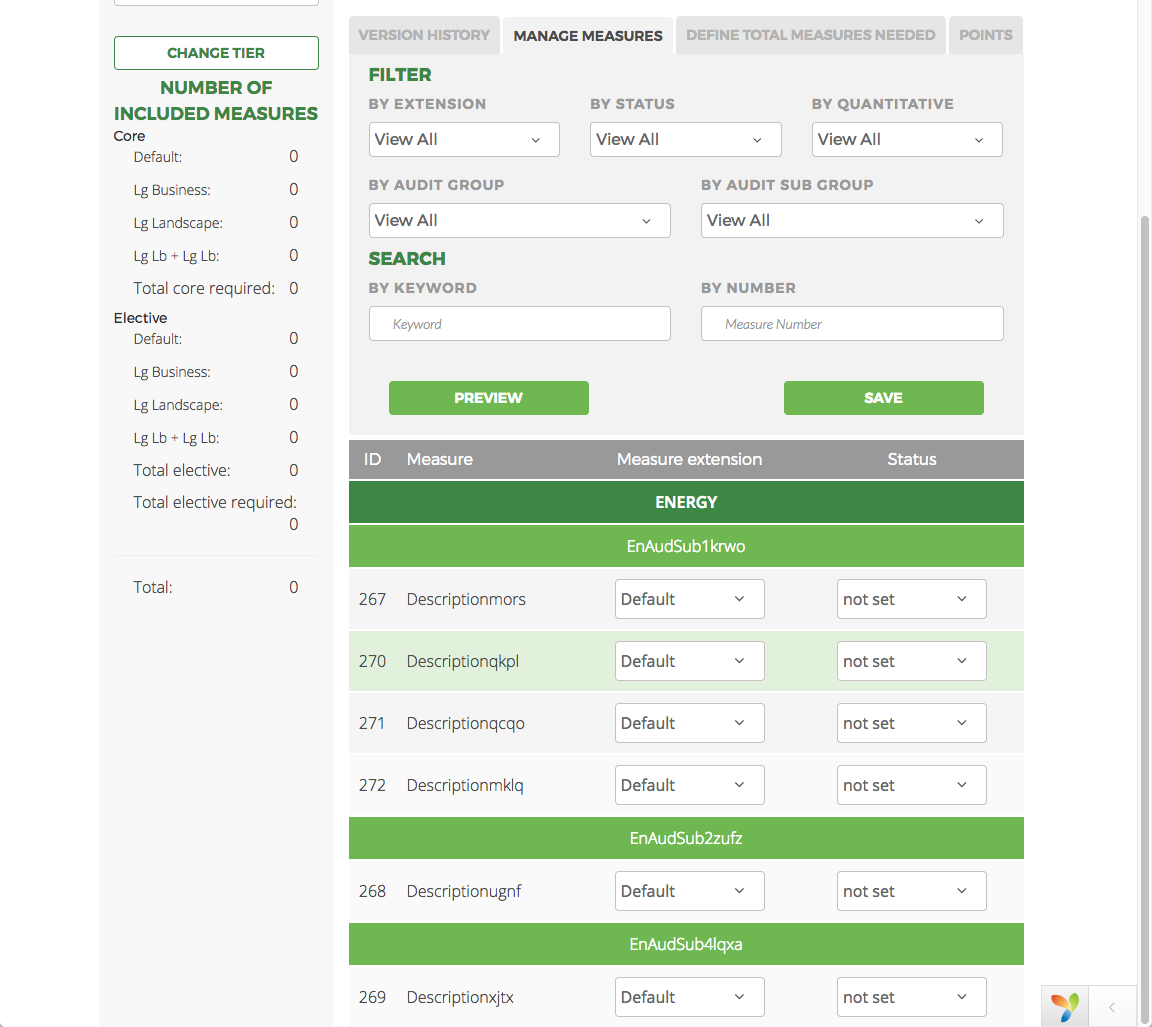 CHANGE TIER
NUMBER OF
INCLUDED MEASURES
Core
Default: 0
Lg Business: 0
Lg Landscape: 0
Lg Lb + Lg Lb: 0
Total core required: 0
Elective
Default: 0
Lg Business: 0
Lg Landscape: 0
Lg Lb + Lg Lb: 0
Total elective: 0
Total elective required:
0
Total: 0
VERSION HISTORY MANAGE MEASURES DEFINE TOTAL MEASURES NEEDED POINTS
FILTER
BY EXTENSION BY STATUS BY QUANTITATIVE
View All View All View All
BY AUDIT GROUP BY AUDIT SUB GROUP
View All View All
SEARCH
BY KEYWORD BY NUMBER
Keyword Measure Number
PREVIEW SAVE
ID Measure Measure extension Status
ENERGY
EnAudSub1krwo
267 Descriptionmors Default not set
270 Descriptionqkpl Default not set
271 Descriptionqcqo Default not set
272 Descriptionmklq Default not set
EnAudSub2zufz
268 Descriptionugnf Default not set
EnAudSub4lqxa
269 Descriptionxjtx Default not set